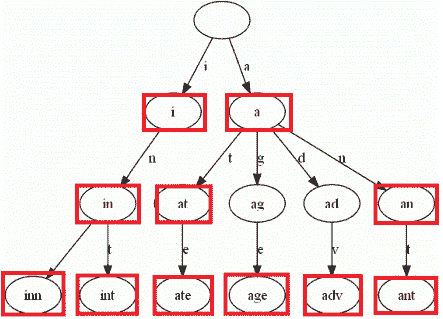 i a
i a
n t g d n
in at ag ad an
t e e v t
inn int ate age adv ant